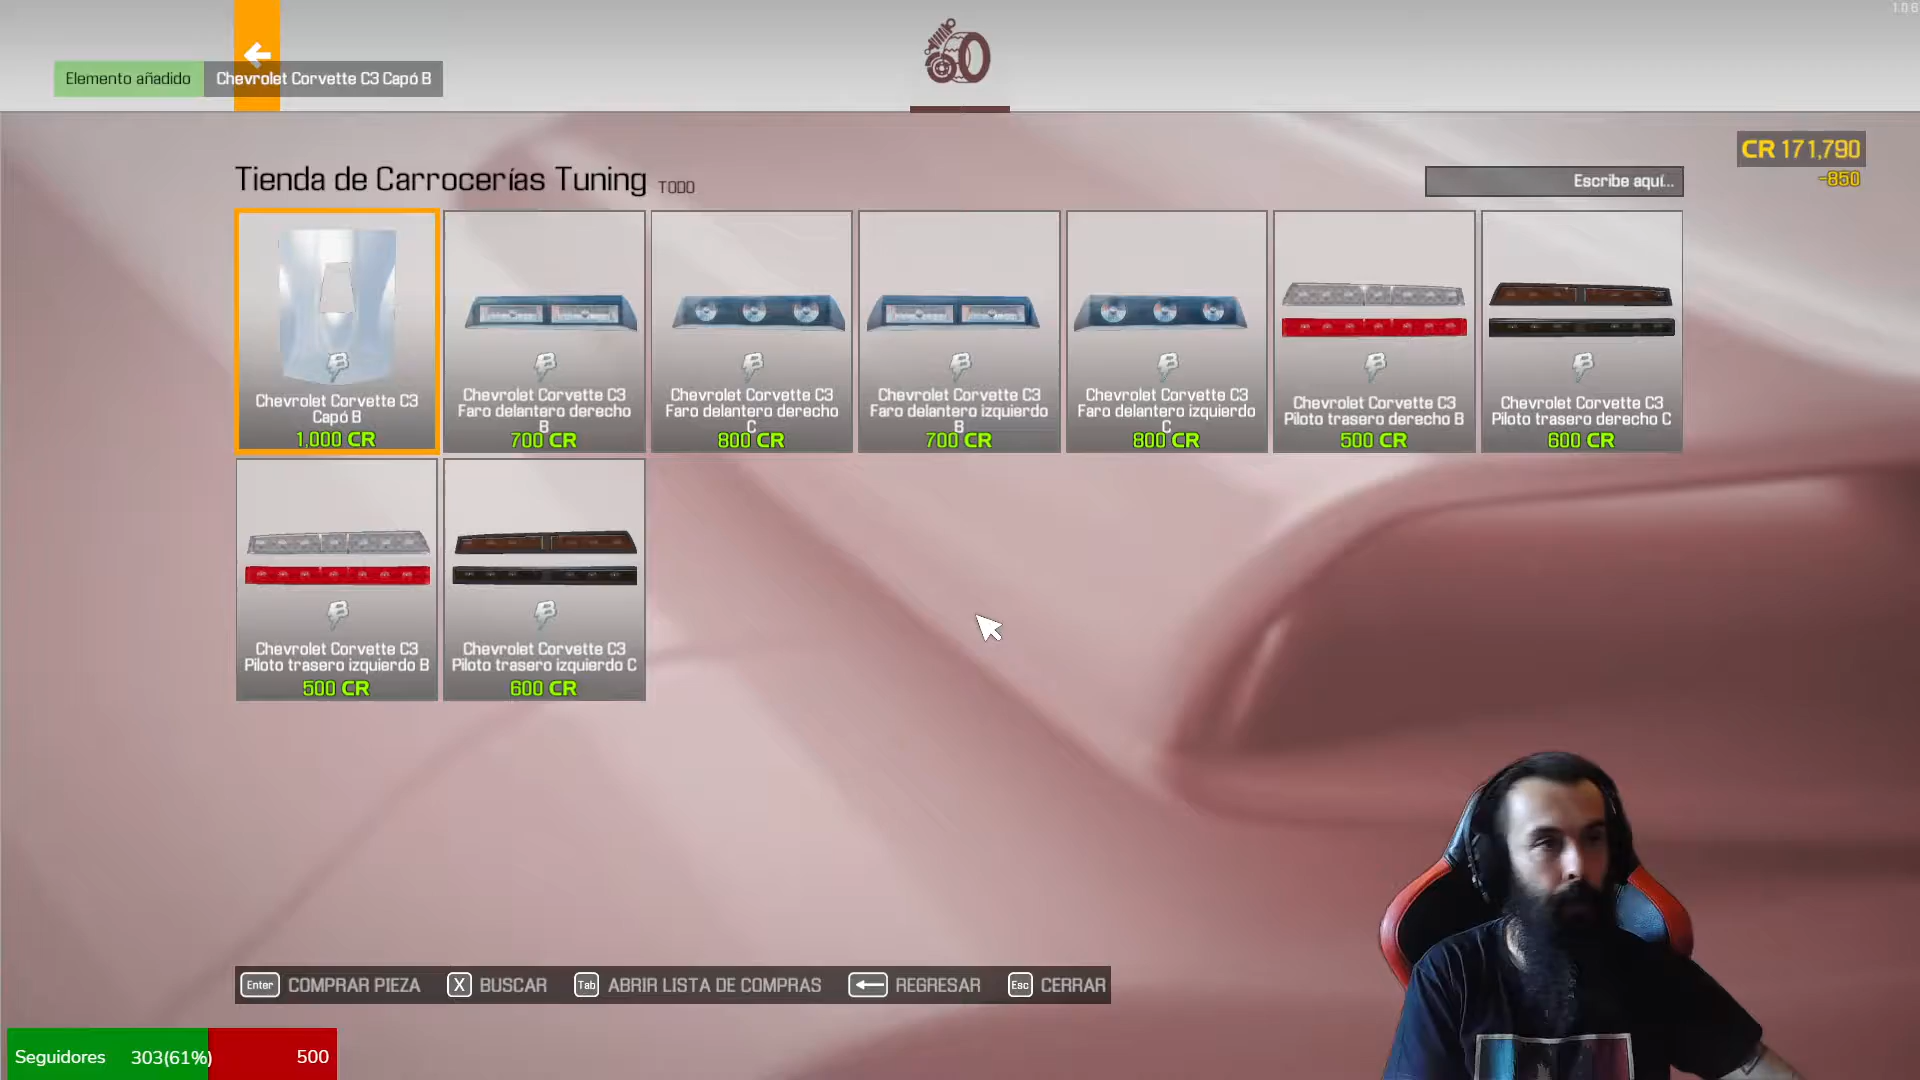 1.0.6
Elemento añadido Chevrolet Corvette C3 Capó B
CR 171,790
-850
Tienda de Carrocerías Tuning TODO
Escribe aquí...
Chevrolet Corvette C3
Capó B
1,000 CR
Chevrolet Corvette C3
Faro delantero derecho
B
700 CR
Chevrolet Corvette C3
Faro delantero derecho
C
800 CR
Chevrolet Corvette C3
Faro delantero izquierdo
B
700 CR
Chevrolet Corvette C3
Faro delantero izquierdo
C
800 CR
Chevrolet Corvette C3
Piloto trasero derecho B
500 CR
Chevrolet Corvette C3
Piloto trasero derecho C
600 CR
Chevrolet Corvette C3
Piloto trasero izquierdo B
500 CR
Chevrolet Corvette C3
Piloto trasero izquierdo C
600 CR
Enter COMPRAR PIEZA X BUSCAR Tab ABRIR LISTA DE COMPRAS REGRESAR Esc CERRAR
Seguidores 303(61%) 500